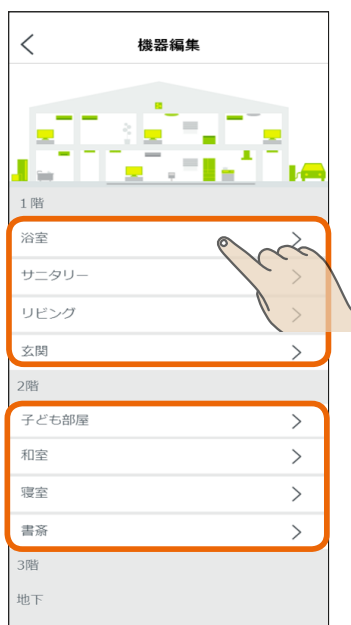 機器編集
1階
浴室
サニタリー
リビング
玄関
2階
子ども部屋
和室
寝室
書斎
3階
地下